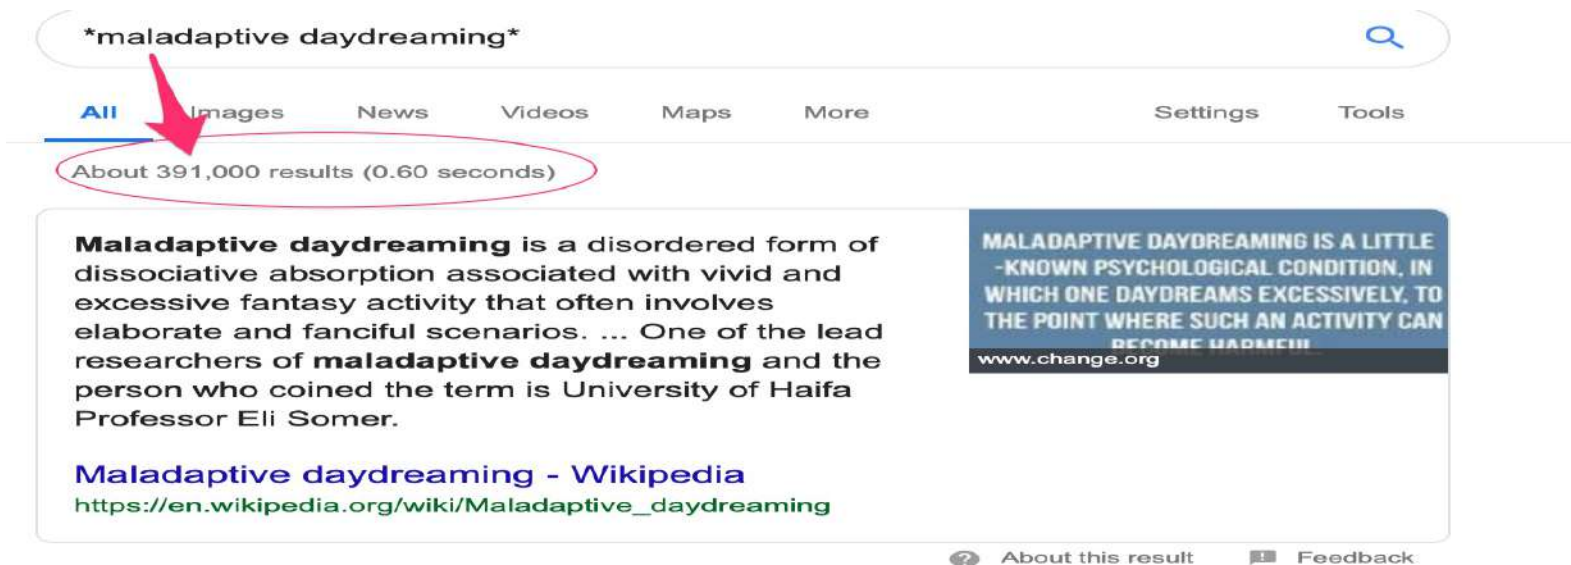 *maladaptive daydreaming*
All Images News Videos Maps More Settings Tools
About 391,000 results (0.60 seconds)
Maladaptive daydreaming is a disordered form of
dissociative absorption associated with vivid and
excessive fantasy activity that often involves
elaborate and fanciful scenarios. ... One of the lead
researchers of maladaptive daydreaming and the
person who coined the term is University of Haifa
Professor Eli Somer.
MALADAPTIVE DAYDREAMING IS A LITTLE
-KNOWN PSYCHOLOGICAL CONDITION, IN
WHICH ONE DAYDREAMS EXCESSIVELY, TO
THE POINT WHERE SUCH AN ACTIVITY CAN
BECOME HARMFUL.
www.change.org
Maladaptive daydreaming - Wikipedia
https://en.wikipedia.org/wiki/Maladaptive_daydreaming
About this result Feedback